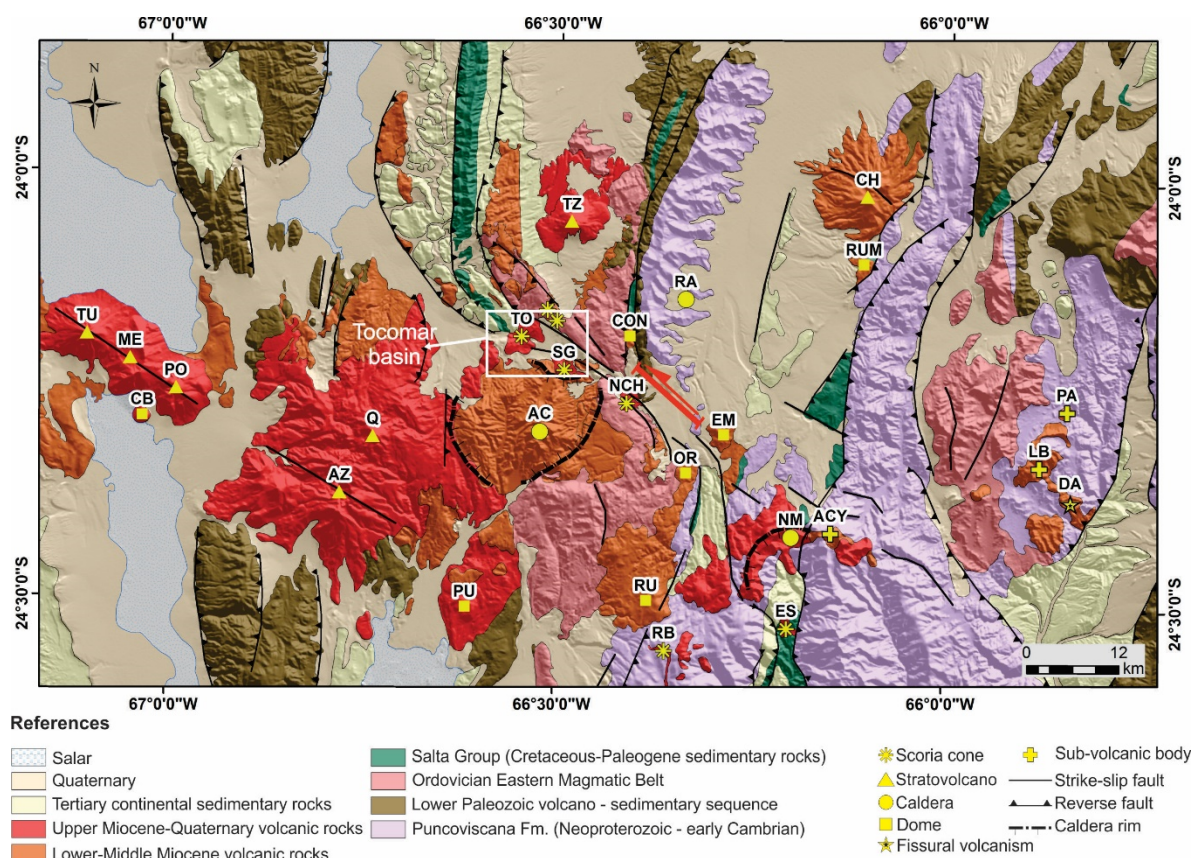 67°0'0"W
66°30'0"W
66°0'0"W
N
24°0'0"S
24°0'0"S
CH
TZ
RUM
RA
TU
TO
CON
ME
Tocomar
basin
SG
PO
NCH
CB
PA
AC
EM
Q
LB
OR
DA
AZ
NM
ACY
24°30'0"S
PU
RU
ES
24°30'0"S
RB
0
12
km
67°0'0"W
66°30'0"W
66°0'0"W
References
Salar
Quaternary
Tertiary continental sedimentary rocks
Upper Miocene-Quaternary volcanic rocks
Lower-Middle Miocene volcanic rocks
Salta Group (Cretaceous-Paleogene sedimentary rocks)
Ordovician Eastern Magmatic Belt
Lower Paleozoic volcano - sedimentary sequence
Puncoviscana Fm. (Neoproterozoic - early Cambrian)
Scoria cone
Stratovolcano
Caldera
Dome
Fissural volcanism
Sub-volcanic body
Strike-slip fault
Reverse fault
Caldera rim